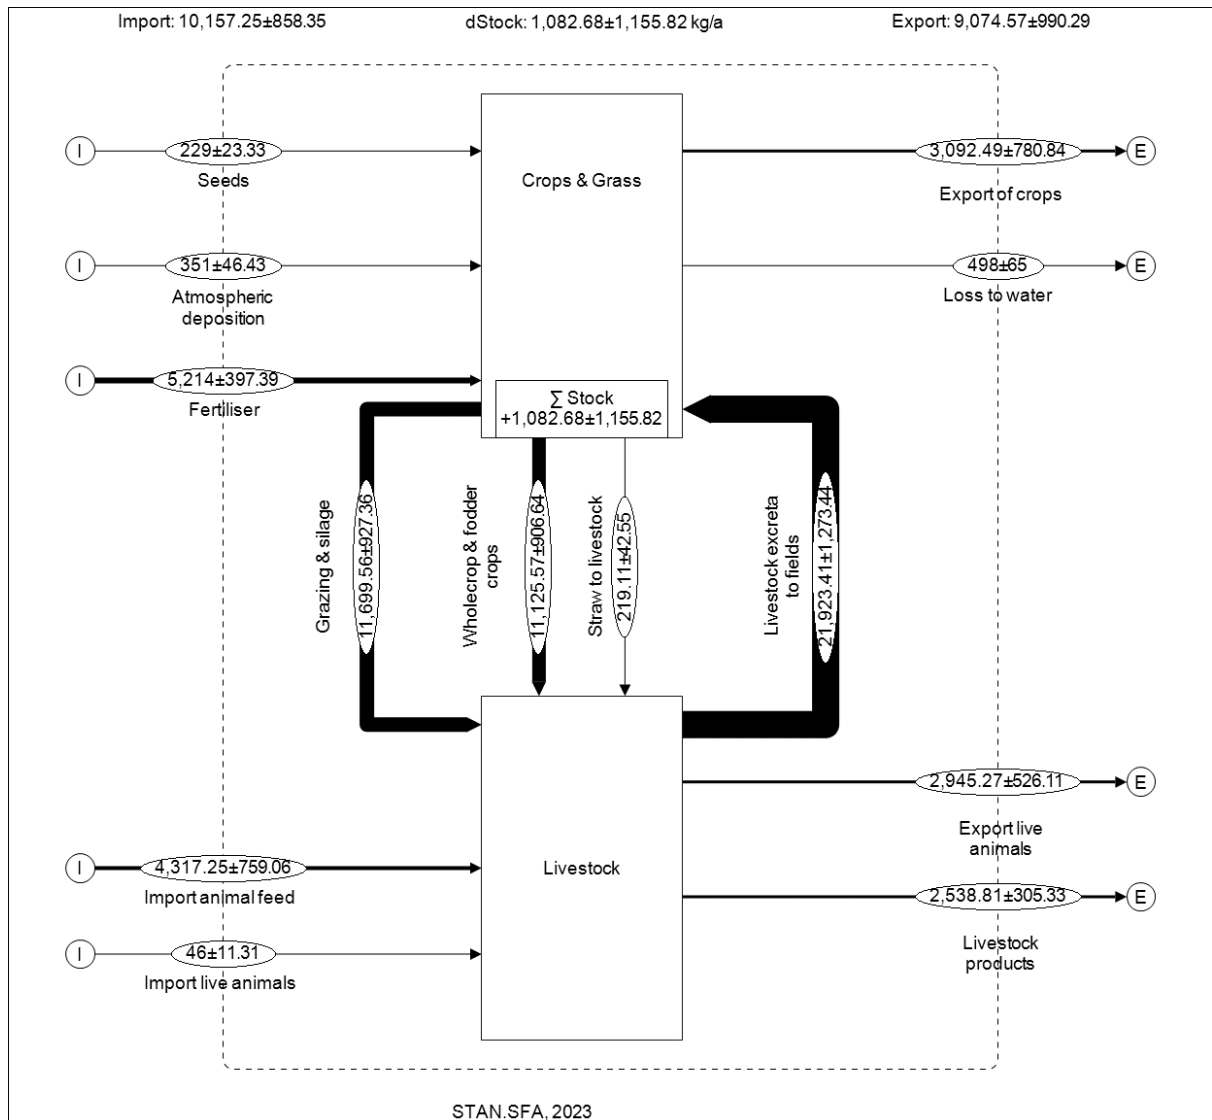 Import: 10,157.25±858.35
dStock: 1,082.68±1,155.82 kg/a
Export: 9,074.57±990.29
I
229±23.33
Seeds
Crops & Grass
3,092.49±780.84
E
Export of crops
I
351±46.43
Atmospheric
deposition
498±65
E
Loss to water
I
5,214±397.39
Fertiliser
∑ Stock
+1,082.68±1,155.82
Grazing & silage
11,699.56±927.36
Wholecrop & fodder
crops
11,125.57±906.64
Straw to livestock
219.11±42.55
Livestock excreta
to fields
21,923.41±1,273.44
2,945.27±526.11
E
Export live
animals
I
4,317.25±759.06
Import animal feed
Livestock
2,538.81±305.33
E
Livestock
products
I
46±11.31
Import live animals
STAN.SFA, 2023